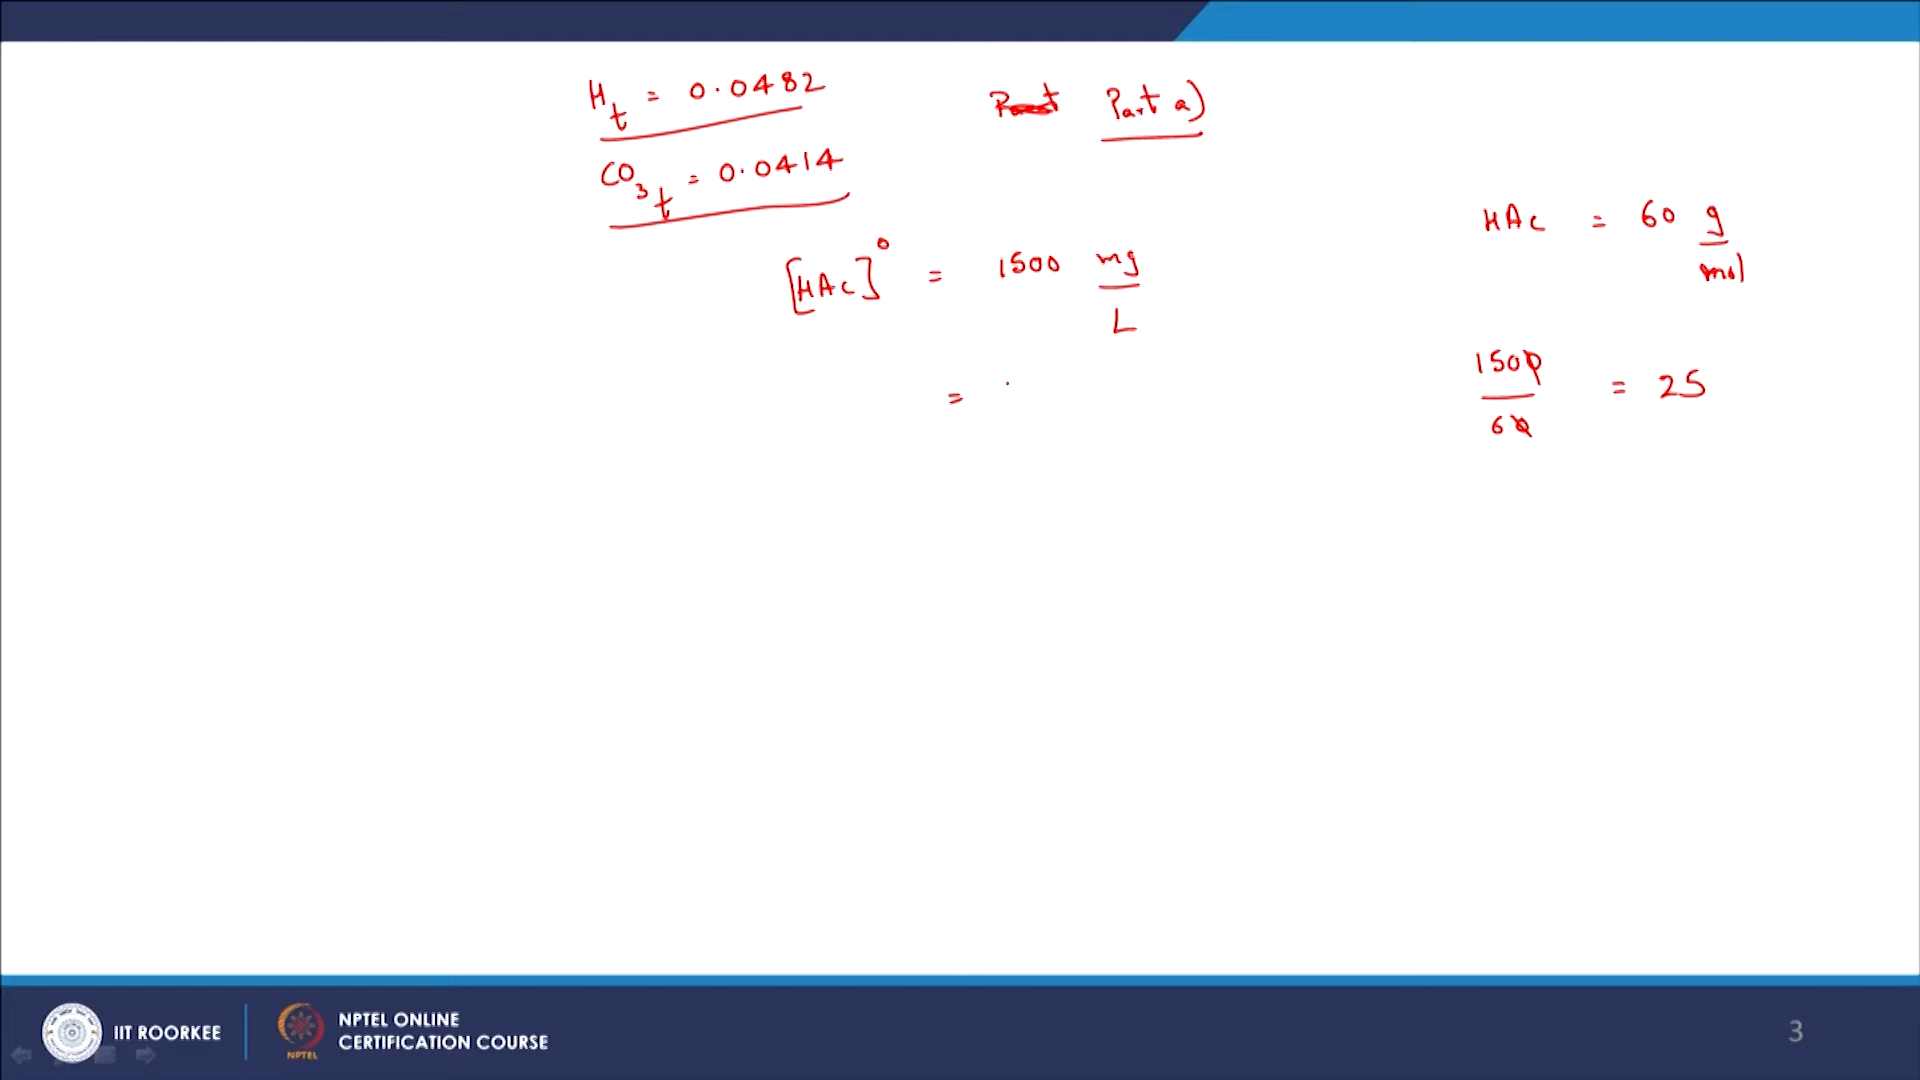 Ht = 0.0482
Part a)
CO3t = 0.0414
HAc = 60 g/mol
[HAc]° = 1500 mg/L
1500/60 = 25
=
IIT ROORKEE
NPTEL
NPTEL ONLINE
CERTIFICATION COURSE
3